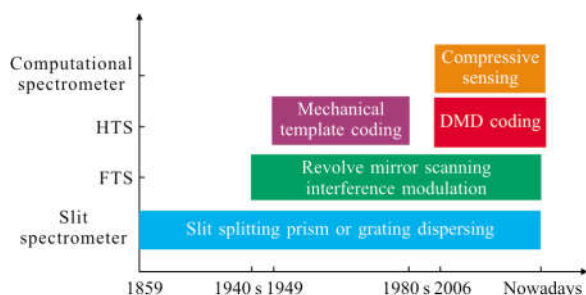 Computational
spectrometer
Compressive
sensing
HTS
Mechanical
template coding
DMD coding
FTS
Revolve mirror scanning
interference modulation
Slit
spectrometer
Slit splitting prism or grating dispersing
1859 1940 s 1949 1980 s 2006 Nowadays